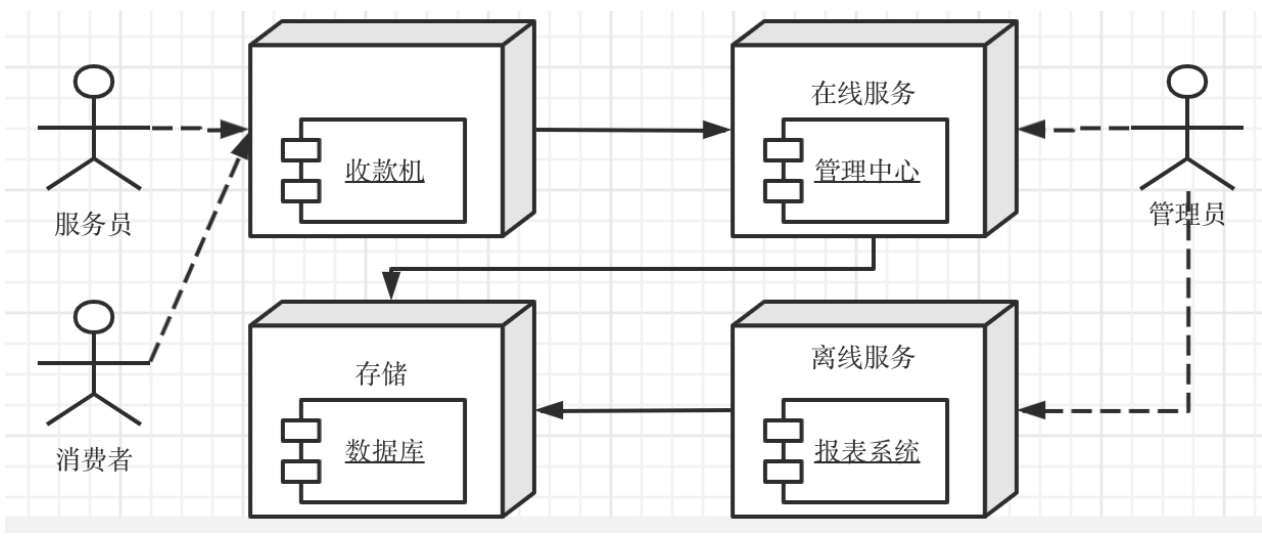 在线服务
收款机
管理中心
服务员
管理员
存储
离线服务
数据库
报表系统
消费者